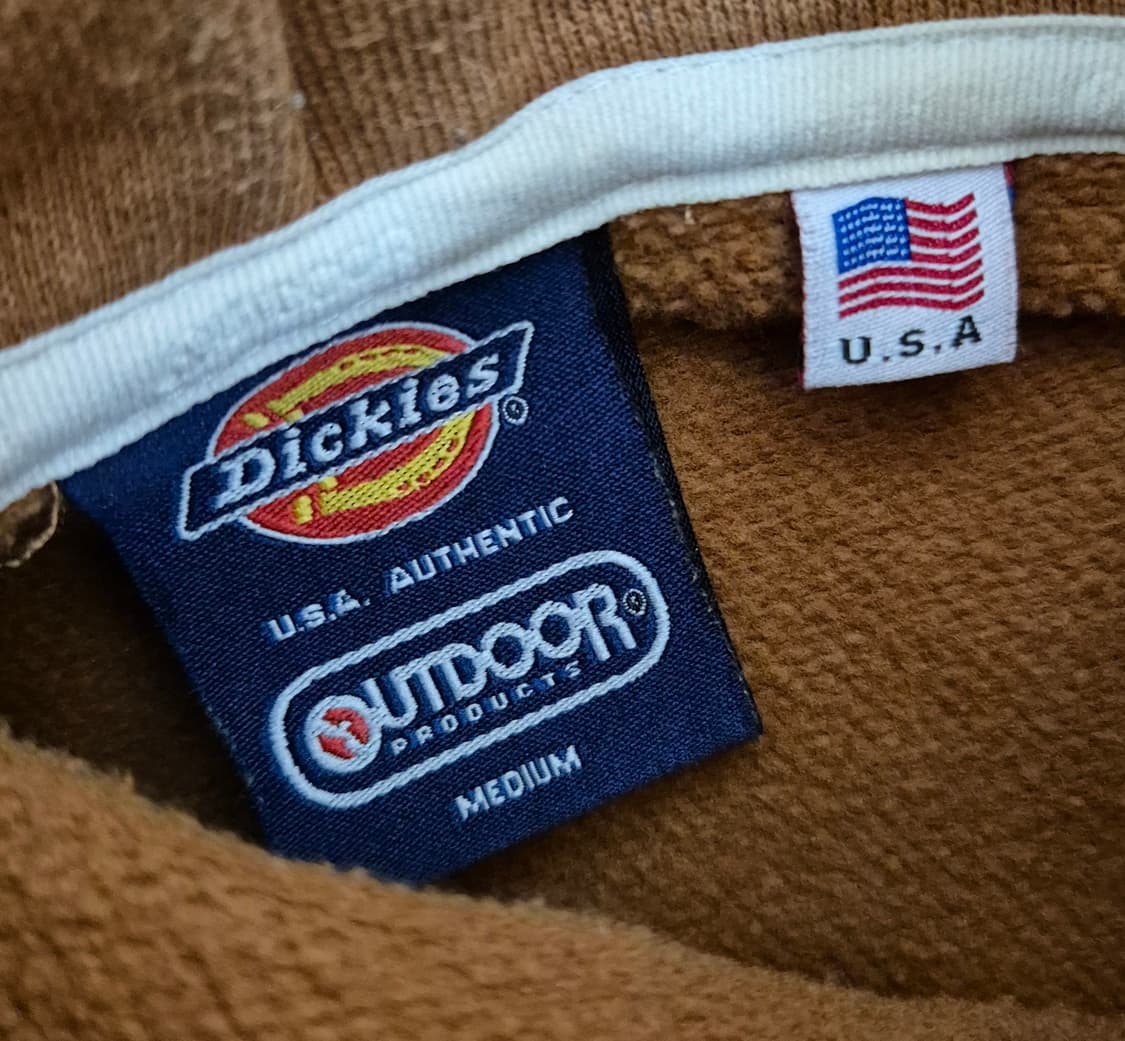 Dickies®
U.S.A. AUTHENTIC
OUTDOOR®
PRODUCTS
MEDIUM
U.S.A